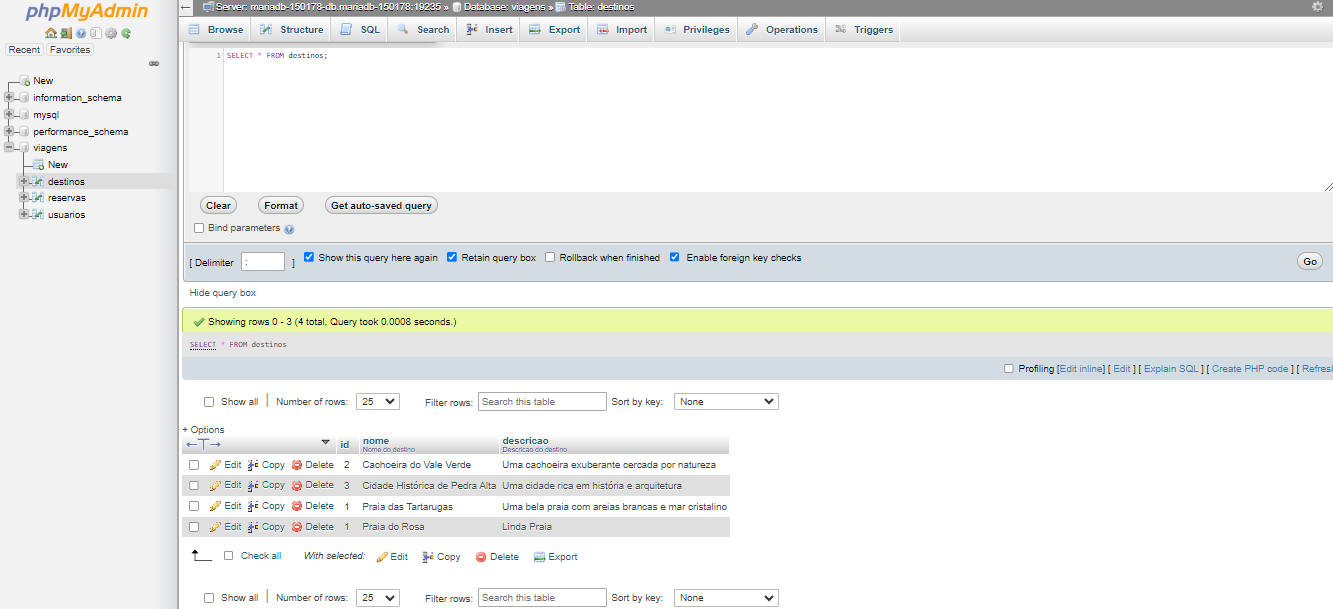 phpMyAdmin
Recent Favorites
New
information_schema
mysql
performance_schema
viagens
New
destinos
reservas
usuarios
Server: mariadb-150178-db.mariadb-150178:19235 » Database: viagens » Table: destinos
Browse Structure SQL Search Insert Export Import Privileges Operations Triggers
1 SELECT * FROM destinos;
Clear Format Get auto-saved query
Bind parameters
[ Delimiter ; ] Show this query here again Retain query box Rollback when finished Enable foreign key checks Go
Hide query box
Showing rows 0 - 3 (4 total, Query took 0.0008 seconds.)
SELECT * FROM destinos
Profiling [Edit inline] [ Edit ] [ Explain SQL ] [ Create PHP code ] [ Refresh
Show all Number of rows: 25 Filter rows: Search this table Sort by key: None
+ Options
←T→ id nome descricao
Nome do destino Descricao do destino
Edit Copy Delete 2 Cachoeira do Vale Verde Uma cachoeira exuberante cercada por natureza
Edit Copy Delete 3 Cidade Histórica de Pedra Alta Uma cidade rica em história e arquitetura
Edit Copy Delete 1 Praia das Tartarugas Uma bela praia com areias brancas e mar cristalino
Edit Copy Delete 1 Praia do Rosa Linda Praia
Check all With selected: Edit Copy Delete Export
Show all Number of rows: 25 Filter rows: Search this table Sort by key: None